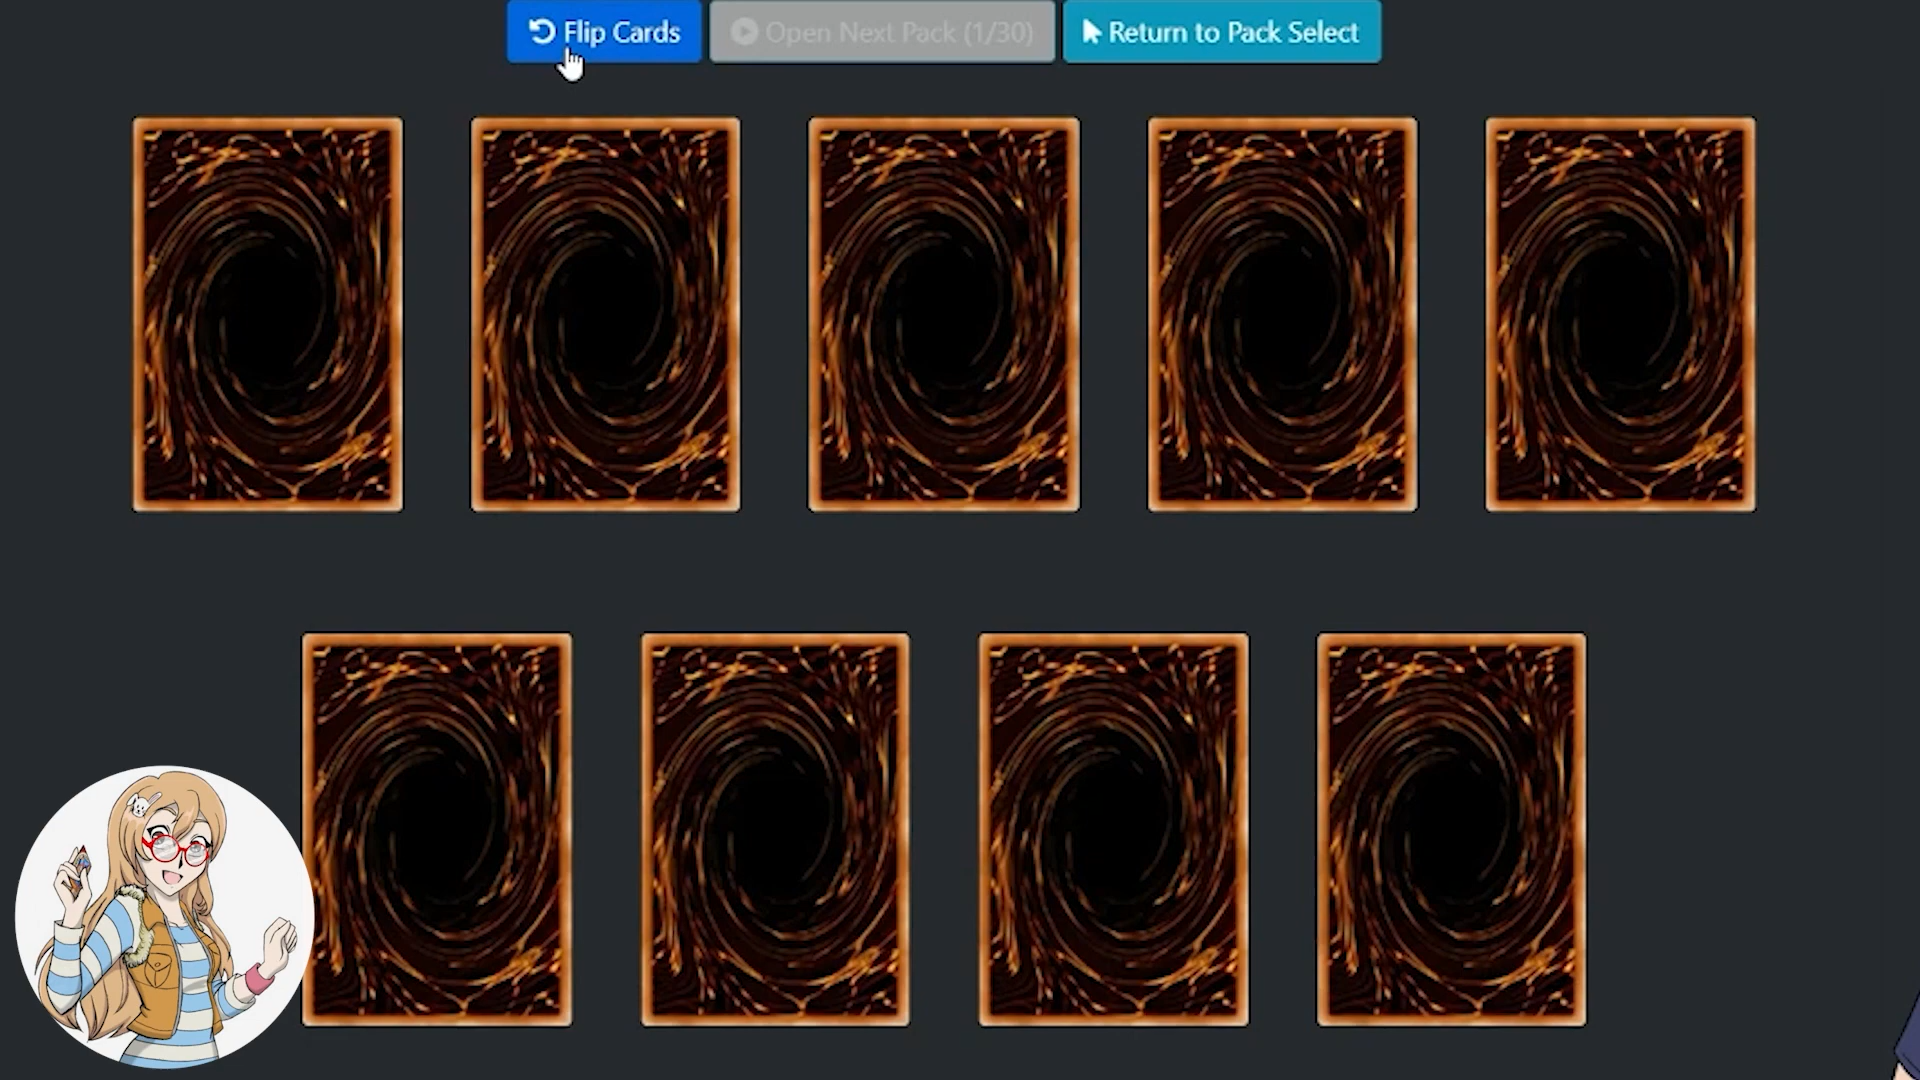 Flip Cards
Open Next Pack (1/30)
Return to Pack Select